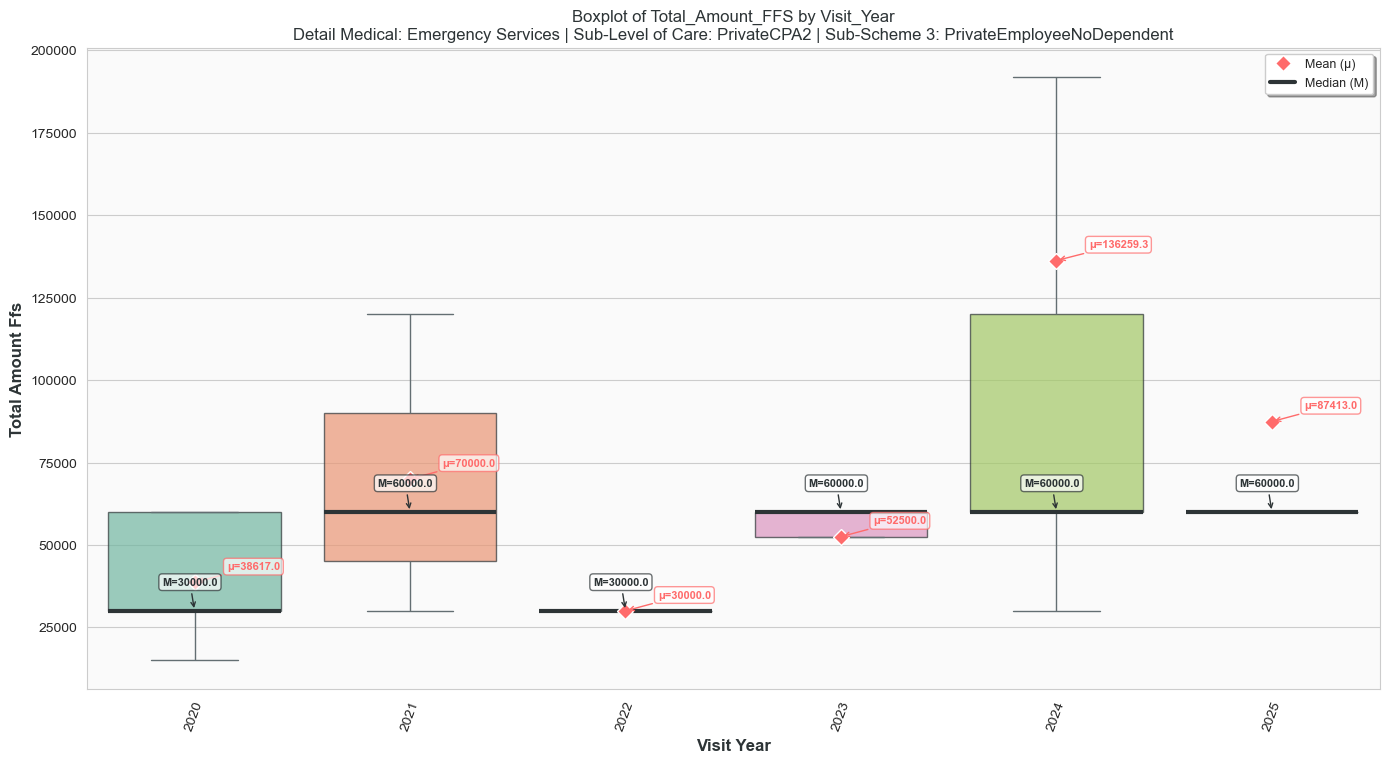 Boxplot of Total_Amount_FFS by Visit_Year
Detail Medical: Emergency Services | Sub-Level of Care: PrivateCPA2 | Sub-Scheme 3: PrivateEmployeeNoDependent
Mean (μ)
Median (M)
Total Amount Ffs
200000
175000
150000
125000
100000
75000
50000
25000
μ=38617.0
M=30000.0
μ=70000.0
M=60000.0
M=30000.0
μ=30000.0
M=60000.0
μ=52500.0
μ=136259.3
M=60000.0
μ=87413.0
M=60000.0
2020
2021
2022
2023
2024
2025
Visit Year